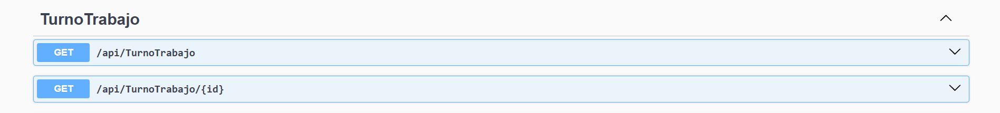 TurnoTrabajo
GET /api/TurnoTrabajo
GET /api/TurnoTrabajo/{id}